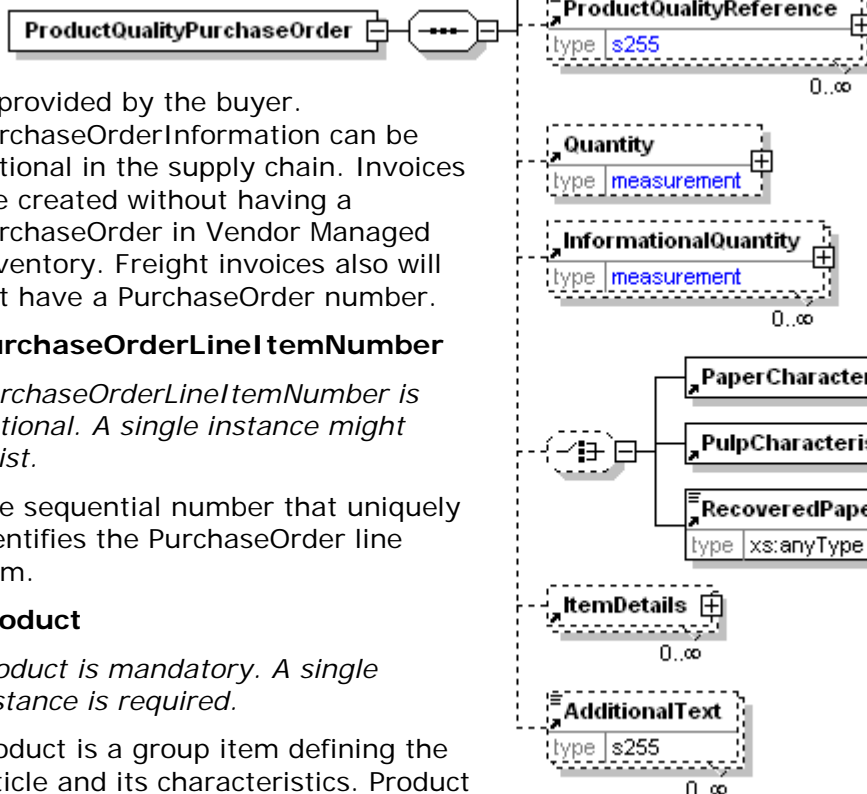 ProductQualityPurchaseOrder
provided by the buyer.
rchaseOrderInformation can be
tional in the supply chain. Invoices
e created without having a
rchaseOrder in Vendor Managed
ventory. Freight invoices also will
t have a PurchaseOrder number.
urchaseOrderLineItemNumber
rchaseOrderLineItemNumber is
tional. A single instance might
ist.
e sequential number that uniquely
entifies the PurchaseOrder line
m.
oduct
oduct is mandatory. A single
stance is required.
oduct is a group item defining the
ticle and its characteristics. Product
ProductQualityReference
type s255
0..∞
Quantity
type measurement
InformationalQuantity
type measurement
0..∞
PaperCharacter
PulpCharacteris
RecoveredPape
type xs:anyType
ItemDetails
0..∞
AdditionalText
type s255
0..∞